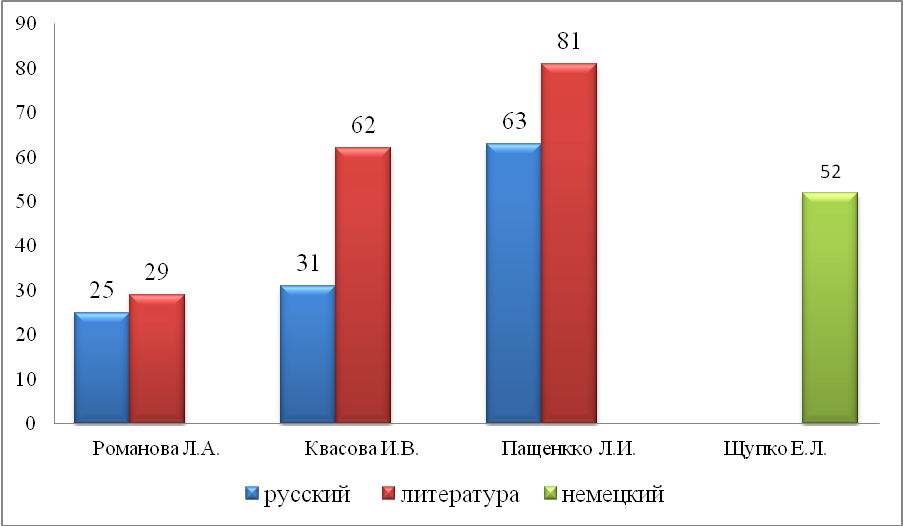 90
80
70
60
50
40
30
20
10
0
25
29
31
62
63
81
52
Романова Л.А.
Квасова И.В.
Пащенкко Л.И.
Щупко Е.Л.
русский
литература
немецкий